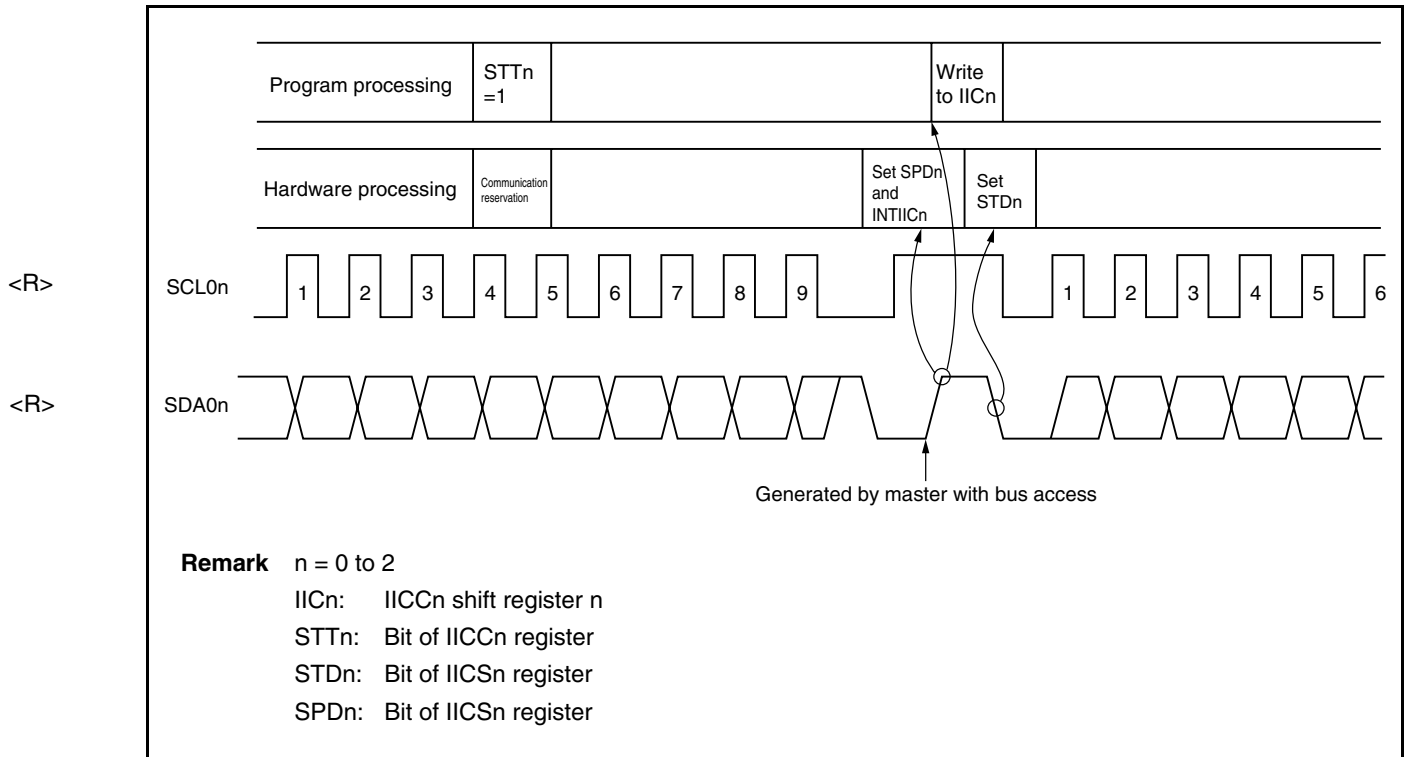 Program processing
STTn
=1
Write
to IICn
Hardware processing
Communication
reservation
Set SPDn
and
INTIICn
Set
STDn
<R>
SCL0n
1 2 3 4 5 6 7 8 9 1 2 3 4 5 6
<R>
SDA0n
Generated by master with bus access
Remark n = 0 to 2
IICn: IICCn shift register n
STTn: Bit of IICCn register
STDn: Bit of IICSn register
SPDn: Bit of IICSn register